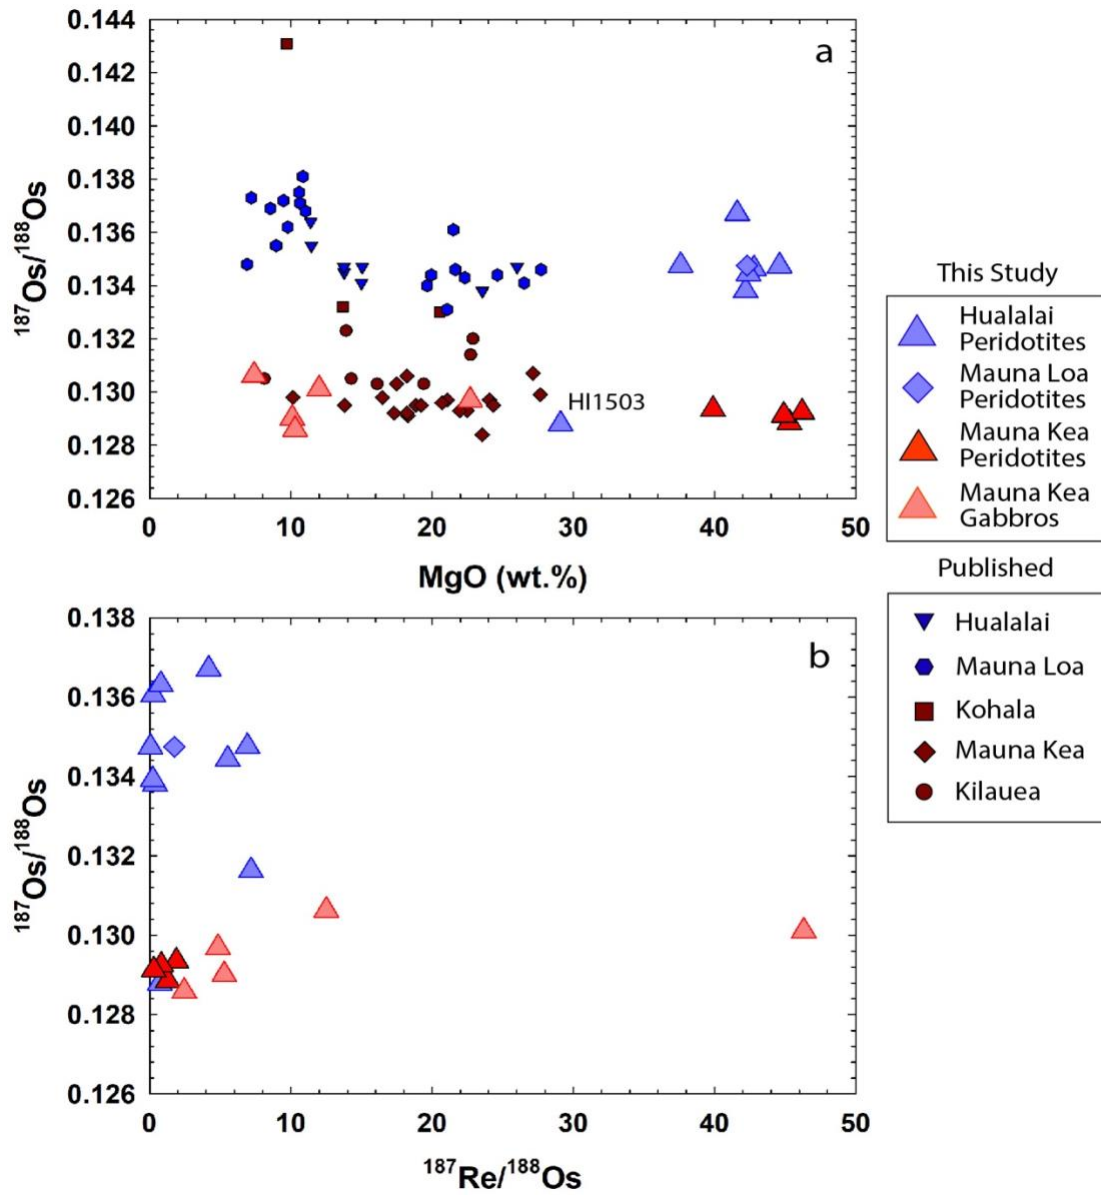 0.144
0.142
0.140
0.138
0.136
0.134
0.132
0.130
0.128
0.126
187Os/188Os
a
HI1503
0 10 20 30 40 50
MgO (wt.%)
This Study
Hualalai
Peridotites
Mauna Loa
Peridotites
Mauna Kea
Peridotites
Mauna Kea
Gabbros
Published
Hualalai
Mauna Loa
Kohala
Mauna Kea
Kilauea
0.138
0.136
0.134
0.132
0.130
0.128
0.126
187Os/188Os
b
0 10 20 30 40 50
187Re/188Os